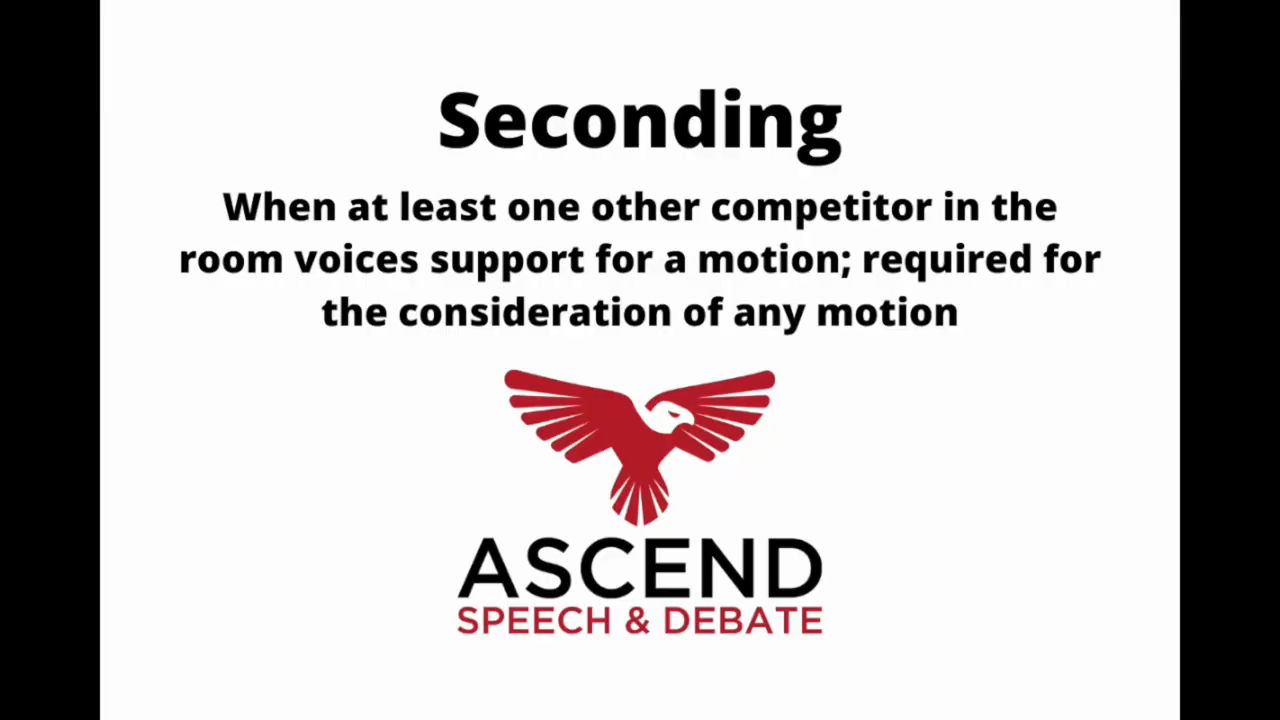 Seconding
When at least one other competitor in the
room voices support for a motion; required for
the consideration of any motion
ASCEND
SPEECH & DEBATE